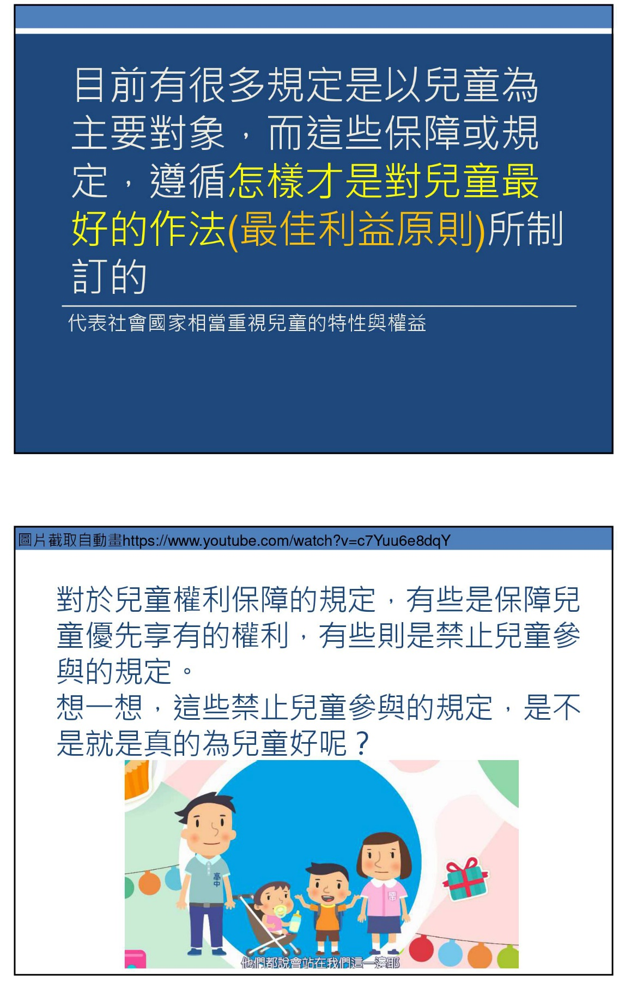 目前有很多規定是以兒童為
主要對象，而這些保障或規
定，遵循怎樣才是對兒童最
好的作法(最佳利益原則)所制
訂的
代表社會國家相當重視兒童的特性與權益
圖片截取自動畫https://www.youtube.com/watch?v=c7Yuu6e8dqY
對於兒童權利保障的規定，有些是保障兒
童優先享有的權利，有些則是禁止兒童參
與的規定。
想一想，這些禁止兒童參與的規定，是不
是就是真的為兒童好呢？
高中
國中
他們都說會站在我們這一邊耶